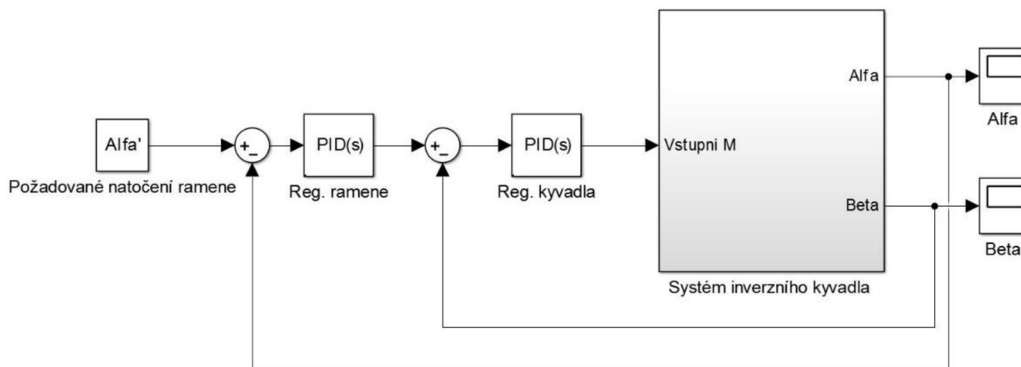 Alfa'
Požadované natočení ramene
+
−
PID(s)
Reg. ramene
+
−
PID(s)
Reg. kyvadla
Vstupni M
Alfa
Beta
Systém inverzního kyvadla
Alfa
Beta